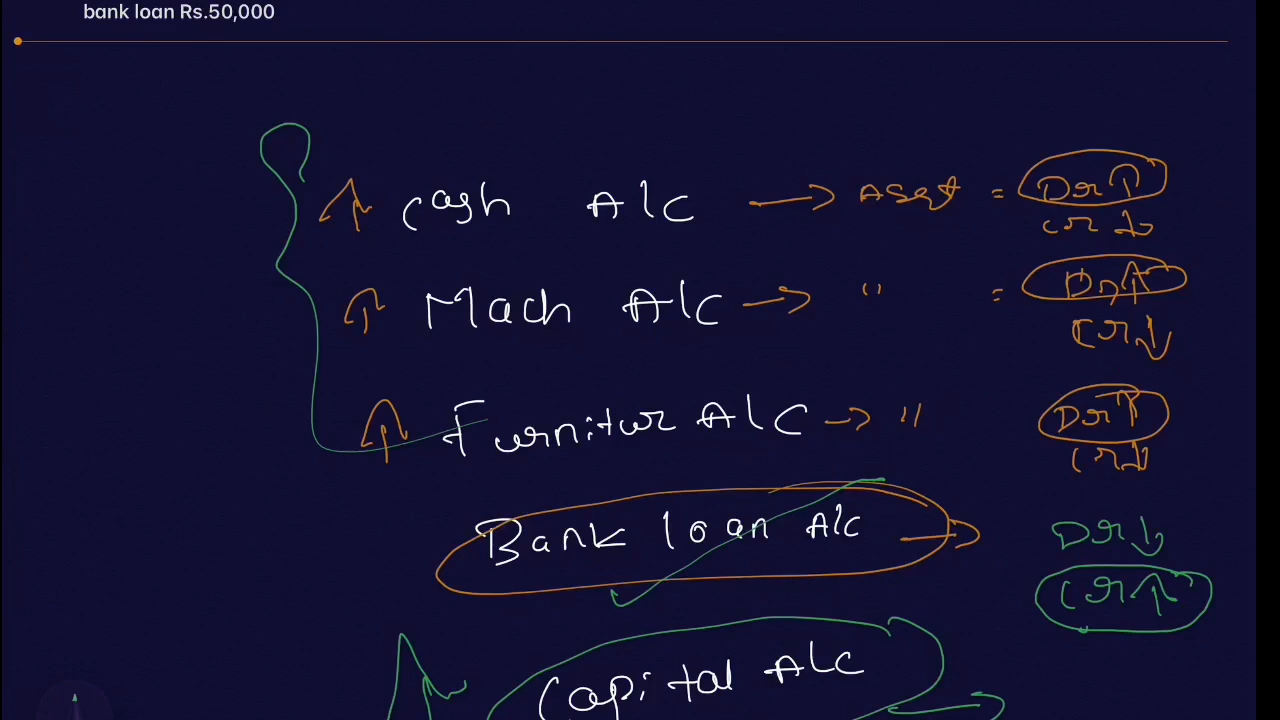 bank loan Rs.50,000
↑ Cash A/c → Asset = Dr↑
Cr↓
↑ Mach A/c → " = Dr↑
Cr↓
↑ Furnitur A/c → " Dr↑
Cr↓
Bank loan A/c → Dr↓
Cr↑
↑ Capital A/c →